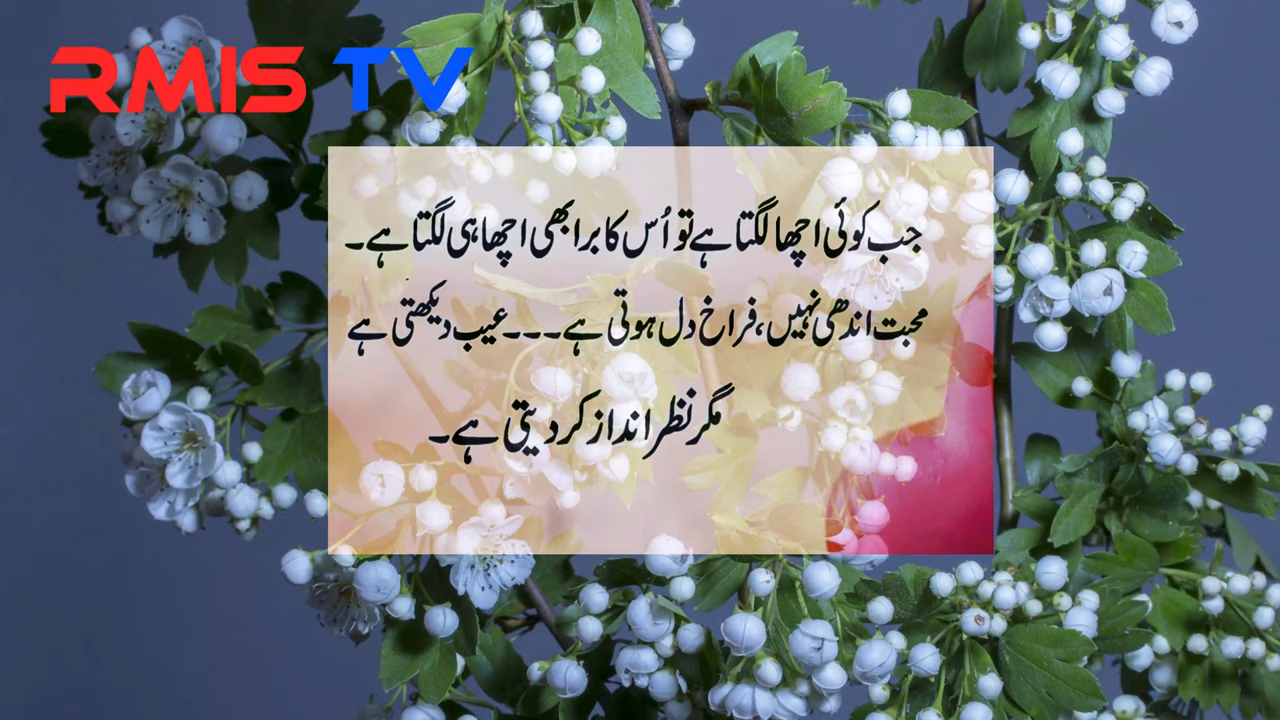 RMIS TV
جب کوئی اچھا لگتا ہے تو اُس کا برا بھی اچھا ہی لگتا ہے۔
محبت اندھی نہیں، فراخ دل ہوتی ہے۔۔۔عیب دیکھتی ہے
مگر نظر انداز کر دیتی ہے۔